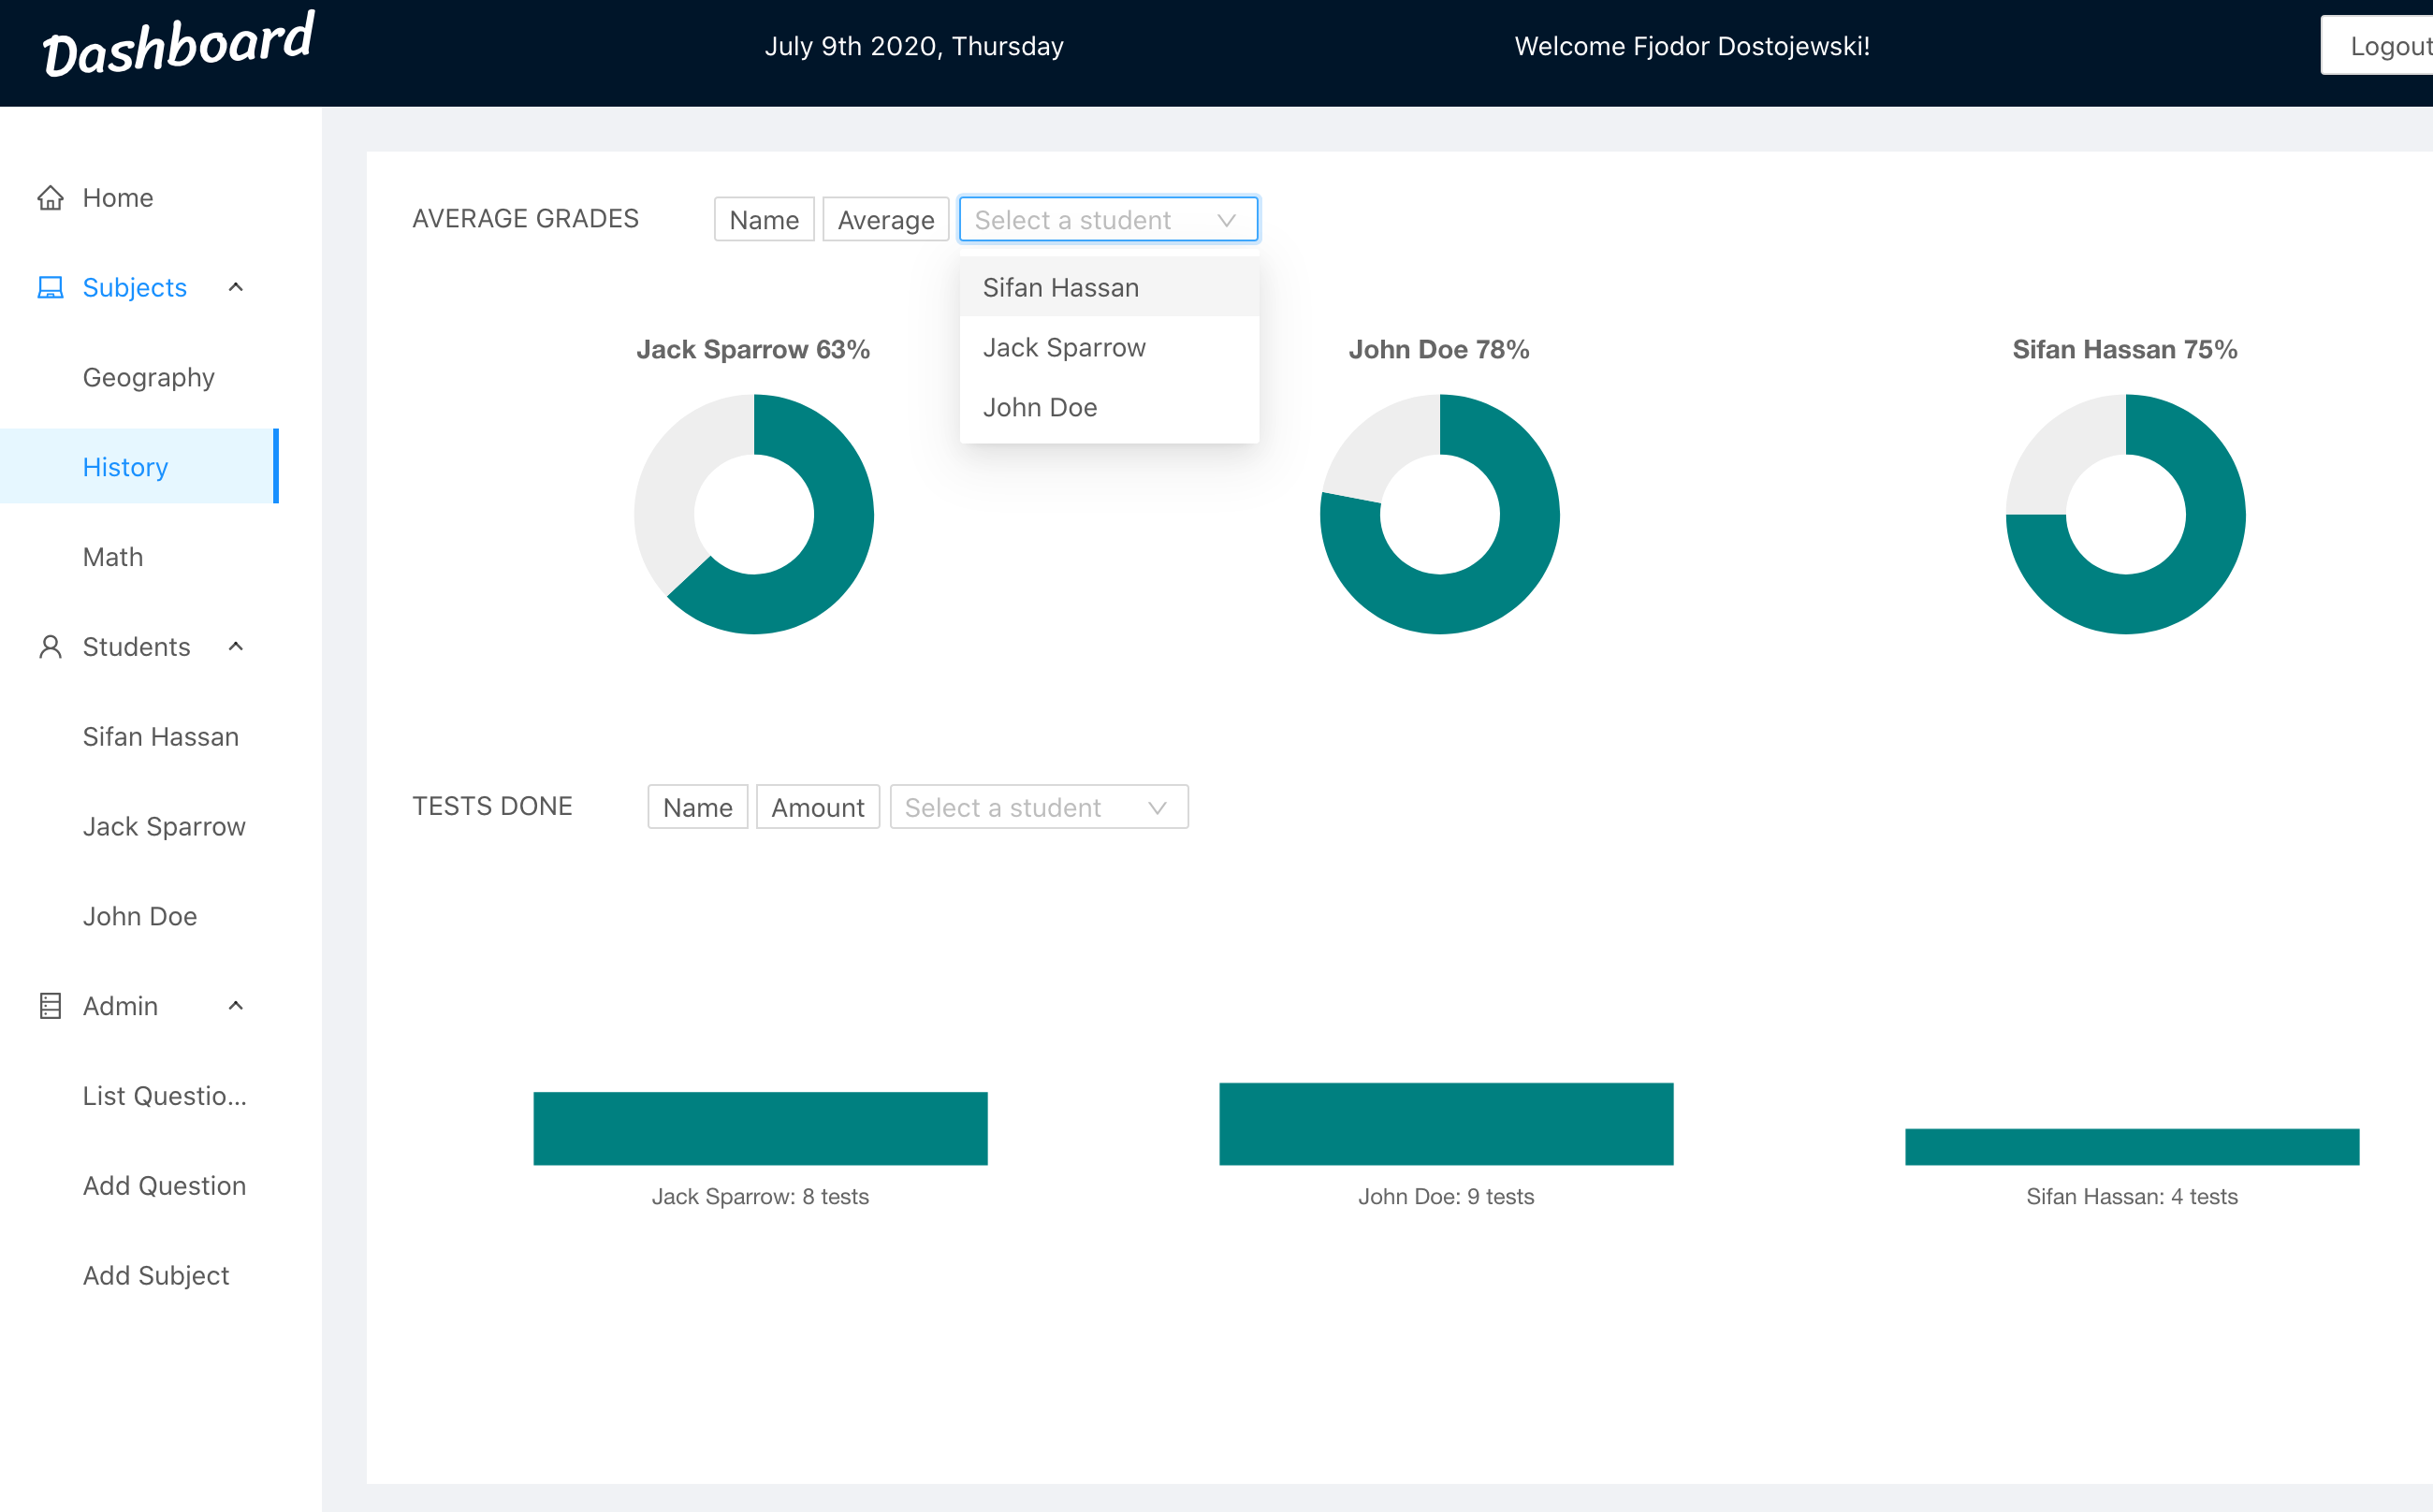 Dashboard
July 9th 2020, Thursday
Welcome Fjodor Dostojewski!
Logout
Home
Subjects
Geography
History
Math
Students
Sifan Hassan
Jack Sparrow
John Doe
Admin
List Questio...
Add Question
Add Subject
AVERAGE GRADES
Name
Average
Select a student
Sifan Hassan
Jack Sparrow
John Doe
Jack Sparrow 63%
John Doe 78%
Sifan Hassan 75%
TESTS DONE
Name
Amount
Select a student
Jack Sparrow: 8 tests
John Doe: 9 tests
Sifan Hassan: 4 tests